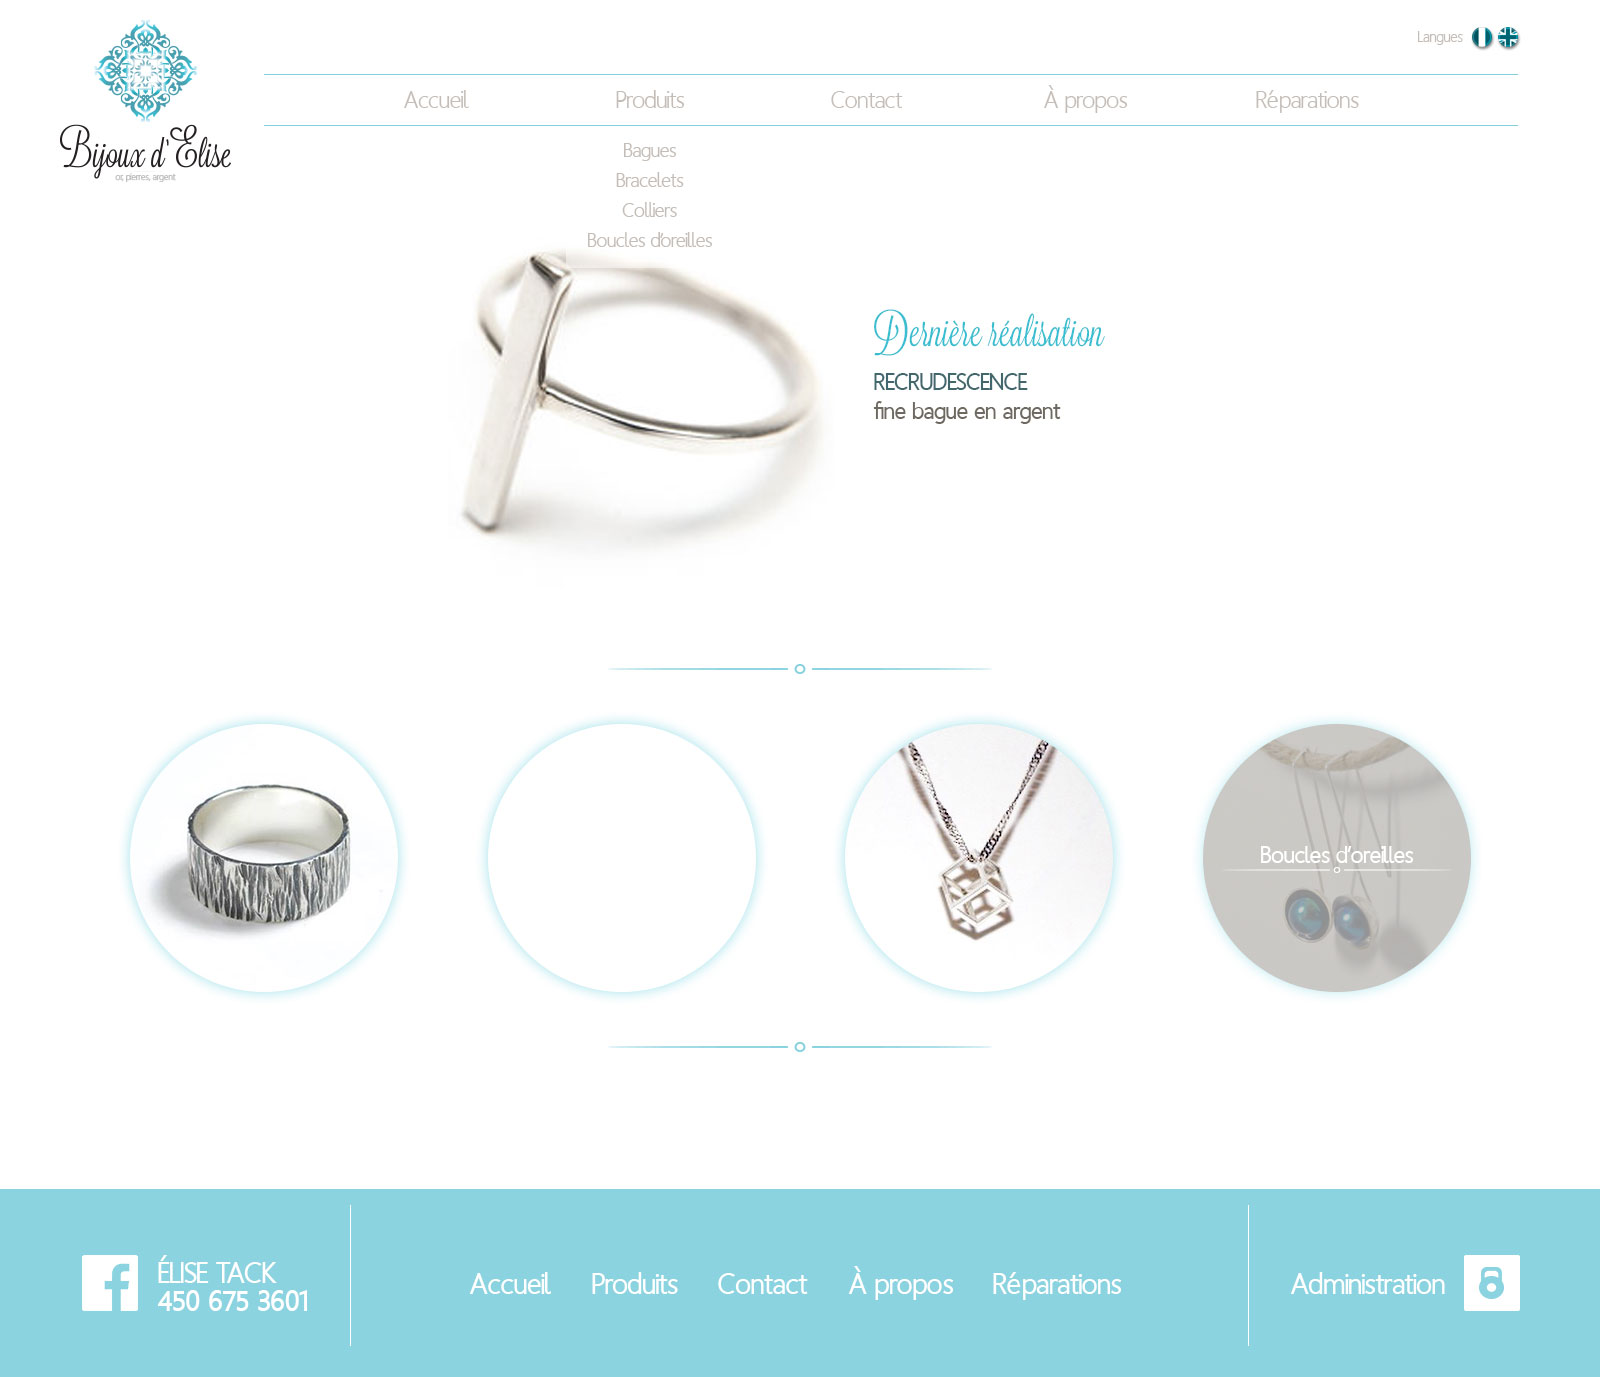 Langues
Accueil Produits Contact À propos Réparations
Bijoux d'Élise
or, pierres, argent
Bagues
Bracelets
Colliers
Boucles d'oreilles
Dernière réalisation
RECRUDESCENCE
fine bague en argent
Boucles d'oreilles
ÉLISE TACK
450 675 3601
Accueil Produits Contact À propos Réparations
Administration